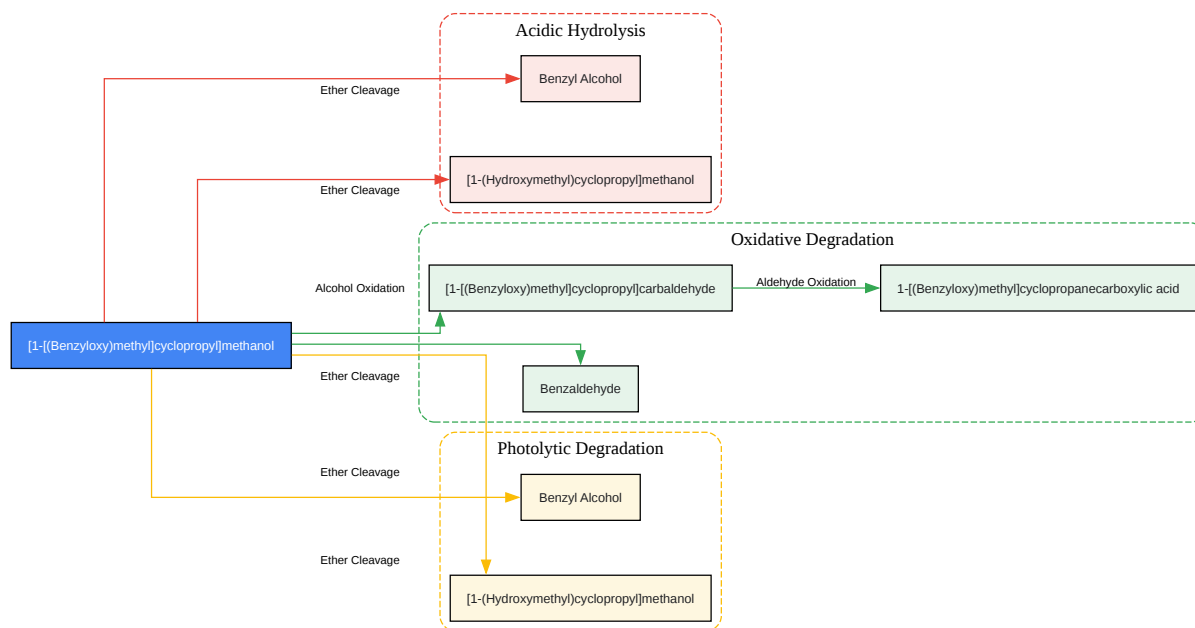 Acidic Hydrolysis
Benzyl Alcohol
Ether Cleavage
[1-(Hydroxymethyl)cyclopropyl]methanol
Ether Cleavage
Oxidative Degradation
[1-[(Benzyloxy)methyl]cyclopropyl]carbaldehyde
Aldehyde Oxidation
1-[(Benzyloxy)methyl]cyclopropanecarboxylic acid
Alcohol Oxidation
[1-[(Benzyloxy)methyl]cyclopropyl]methanol
Ether Cleavage
Benzaldehyde
Photolytic Degradation
Ether Cleavage
Benzyl Alcohol
Ether Cleavage
[1-(Hydroxymethyl)cyclopropyl]methanol